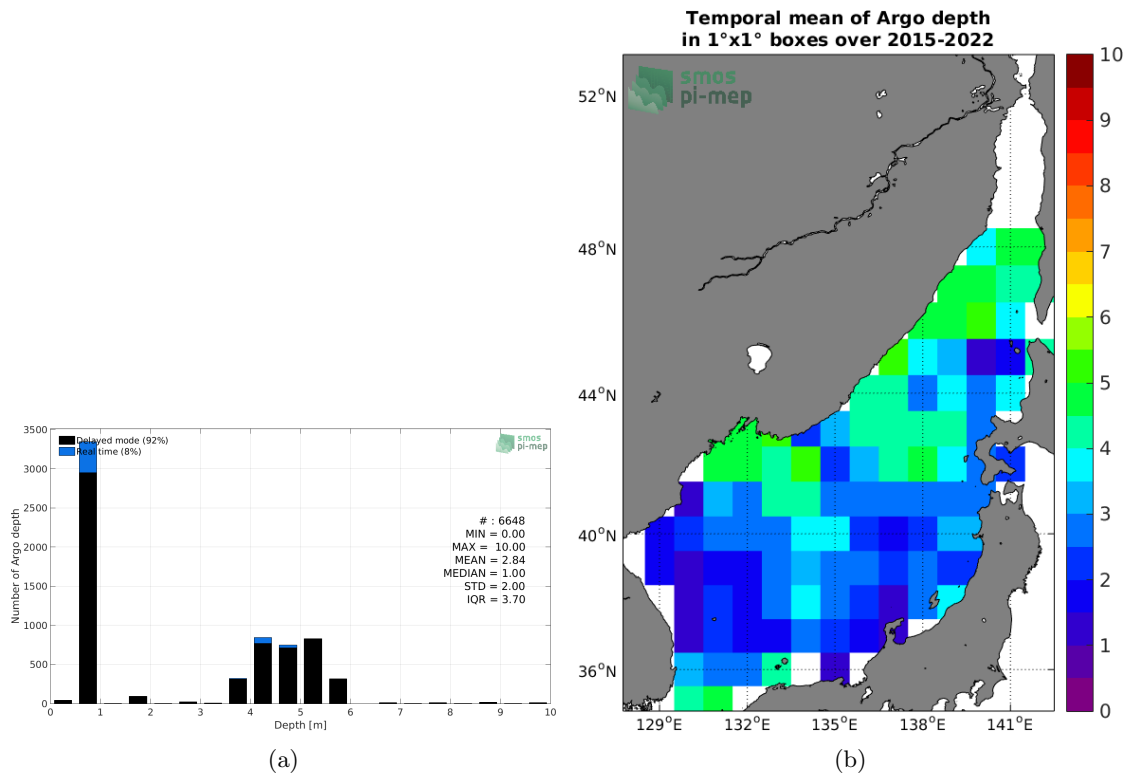 3500
3000
2500
2000
1500
1000
500
0
Number of Argo depth
Delayed mode (92%)
Real time (8%)
smos
pi-mep
# : 6648
MIN = 0.00
MAX = 10.00
MEAN = 2.84
MEDIAN = 1.00
STD = 2.00
IQR = 3.70
0 1 2 3 4 5 6 7 8 9 10
Depth [m]
(a)
Temporal mean of Argo depth
in 1°x1° boxes over 2015-2022
smos
pi-mep
52°N
48°N
44°N
40°N
36°N
129°E 132°E 135°E 138°E 141°E
10
9
8
7
6
5
4
3
2
1
0
(b)